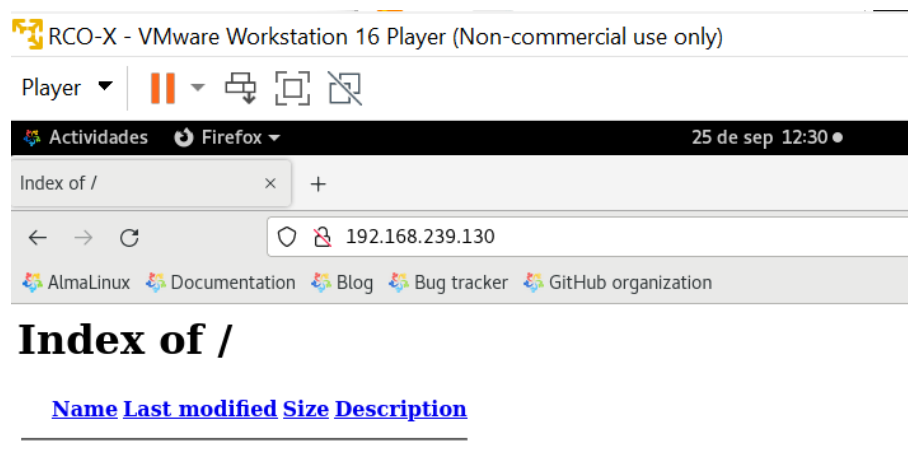 RCO-X - VMware Workstation 16 Player (Non-commercial use only)
Player
Actividades Firefox 25 de sep 12:30
Index of /
192.168.239.130
AlmaLinux Documentation Blog Bug tracker GitHub organization
Index of /
Name Last modified Size Description